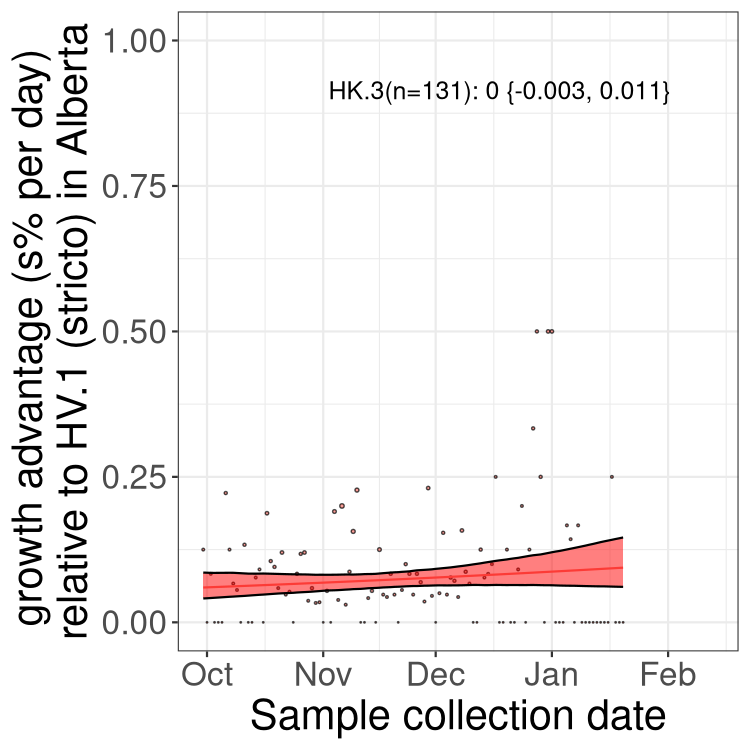 growth advantage (s% per day)
relative to HV.1 (stricto) in Alberta
1.00
HK.3(n=131): 0 {-0.003, 0.011}
0.75
0.50
0.25
0.00
Oct Nov Dec Jan Feb
Sample collection date